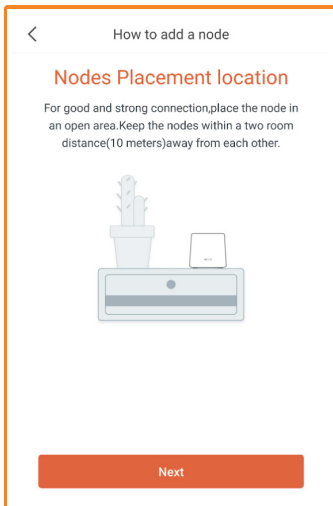 How to add a node
Nodes Placement location
For good and strong connection,place the node in
an open area.Keep the nodes within a two room
distance(10 meters)away from each other.
Next